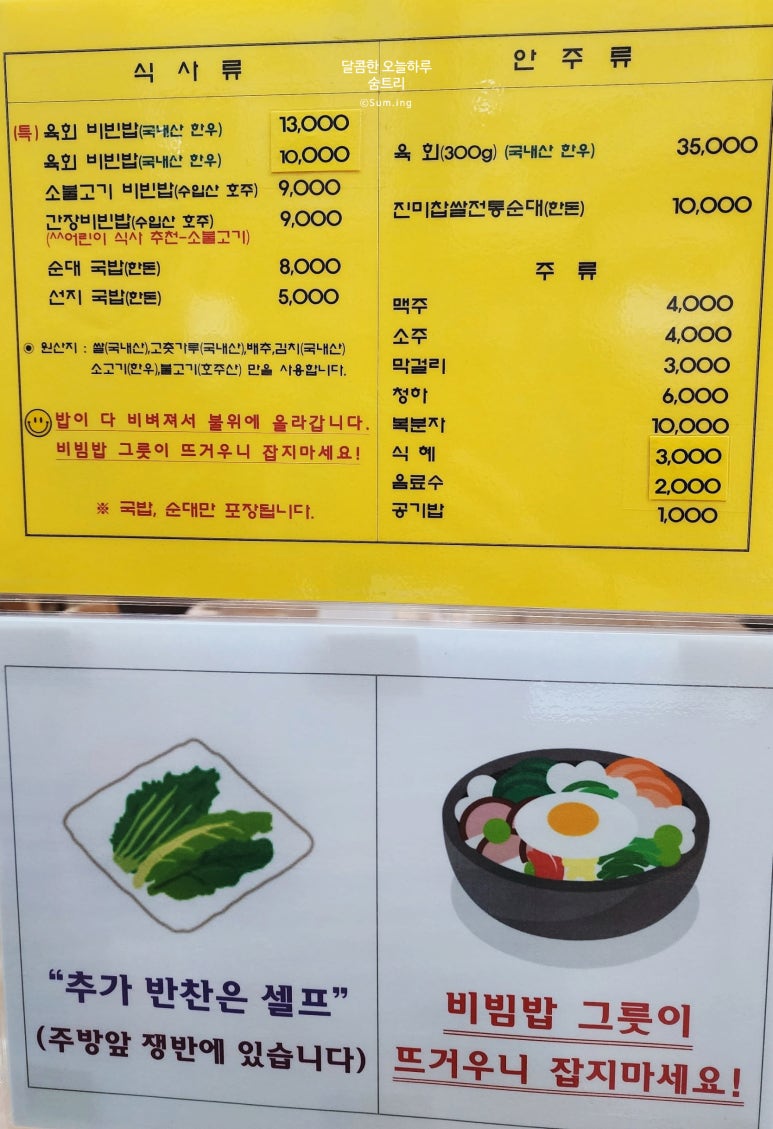 달콤한 오늘하루
숨트리
©Sum.ing
식 사 류
(특) 육회 비빈밥(국내산 한우) 13,000
육회 비빈밥(국내산 한우) 10,000
소불고기 비빈밥(수입산 호주) 9,000
간장비빈밥(수입산 호주) 9,000
(^^어린이 식사 추천-소불고기)
순대 국밥(한돈) 8,000
선지 국밥(한돈) 5,000
◉ 원산지 : 쌀(국내산),고춧가루(국내산),배추,김치(국내산)
소고기(한우),불고기(호주산) 만을 사용합니다.
밥이 다 비벼져서 불위에 올라갑니다.
비빔밥 그릇이 뜨거우니 잡지마세요!
※ 국밥, 순대만 포장됩니다.
안 주 류
육 회(300g) (국내산 한우) 35,000
진미찹쌀전통순대(한돈) 10,000
주 류
맥주 4,000
소주 4,000
막걸리 3,000
청하 6,000
복분자 10,000
식 혜 3,000
음료수 2,000
공기밥 1,000
“추가 반찬은 셀프”
(주방앞 쟁반에 있습니다)
비빔밥 그릇이
뜨거우니 잡지마세요!